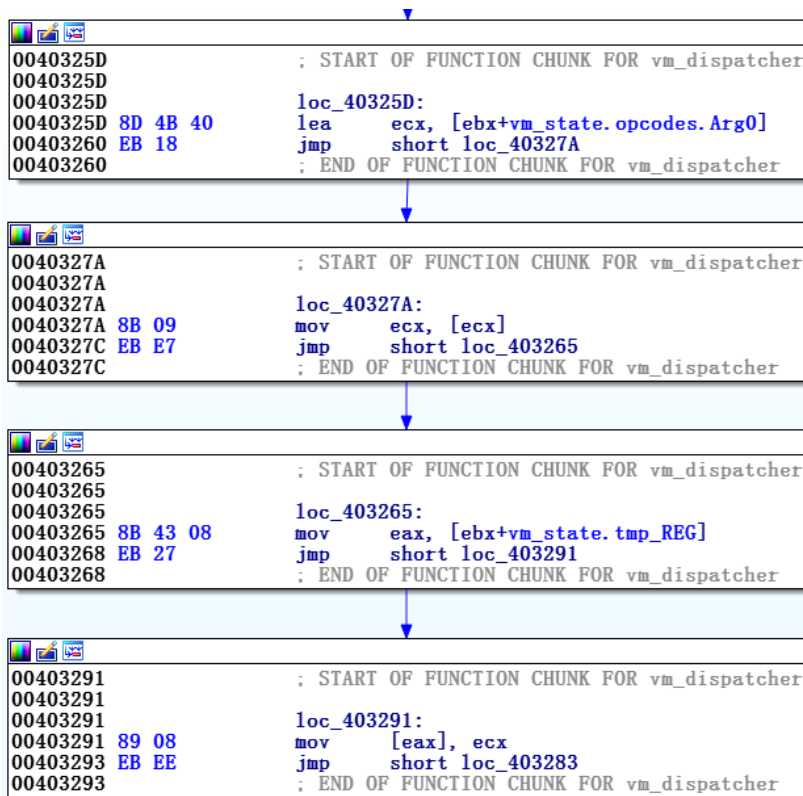 0040325D ; START OF FUNCTION CHUNK FOR vm_dispatcher
0040325D
0040325D loc_40325D:
0040325D 8D 4B 40 lea ecx, [ebx+vm_state.opcodes.Arg0]
00403260 EB 18 jmp short loc_40327A
00403260 ; END OF FUNCTION CHUNK FOR vm_dispatcher
0040327A ; START OF FUNCTION CHUNK FOR vm_dispatcher
0040327A
0040327A loc_40327A:
0040327A 8B 09 mov ecx, [ecx]
0040327C EB E7 jmp short loc_403265
0040327C ; END OF FUNCTION CHUNK FOR vm_dispatcher
00403265 ; START OF FUNCTION CHUNK FOR vm_dispatcher
00403265
00403265 loc_403265:
00403265 8B 43 08 mov eax, [ebx+vm_state.tmp_REG]
00403268 EB 27 jmp short loc_403291
00403268 ; END OF FUNCTION CHUNK FOR vm_dispatcher
00403291 ; START OF FUNCTION CHUNK FOR vm_dispatcher
00403291
00403291 loc_403291:
00403291 89 08 mov [eax], ecx
00403293 EB EE jmp short loc_403283
00403293 ; END OF FUNCTION CHUNK FOR vm_dispatcher